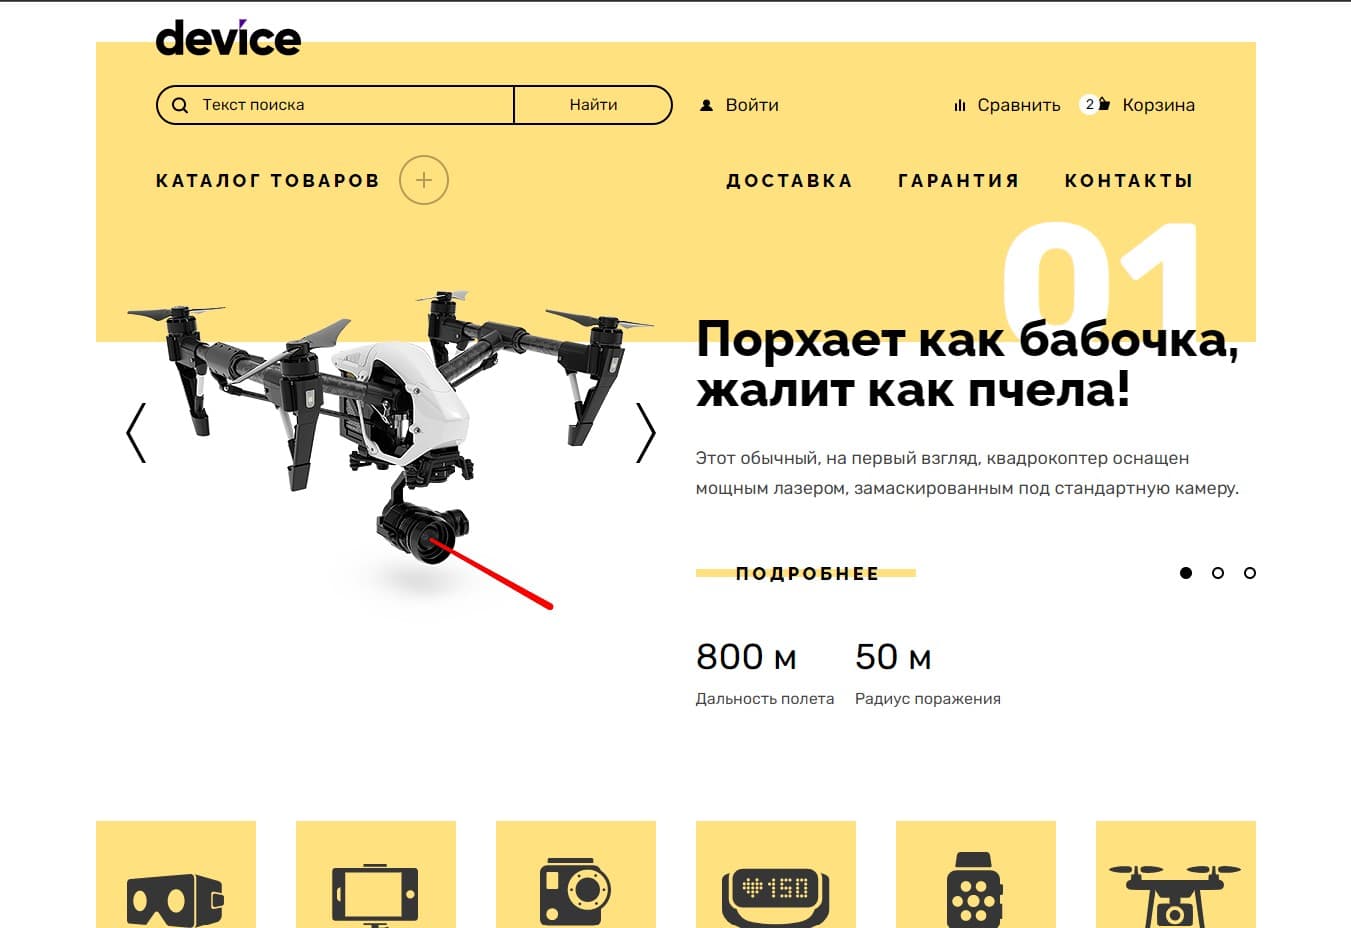 device
Текст поиска
Найти
Войти
Сравнить
2
Корзина
КАТАЛОГ ТОВАРОВ
ДОСТАВКА
ГАРАНТИЯ
КОНТАКТЫ
01
Порхает как бабочка,
жалит как пчела!
Этот обычный, на первый взгляд, квадрокоптер оснащен
мощным лазером, замаскированным под стандартную камеру.
ПОДРОБНЕЕ
800 м
50 м
Дальность полета
Радиус поражения
150